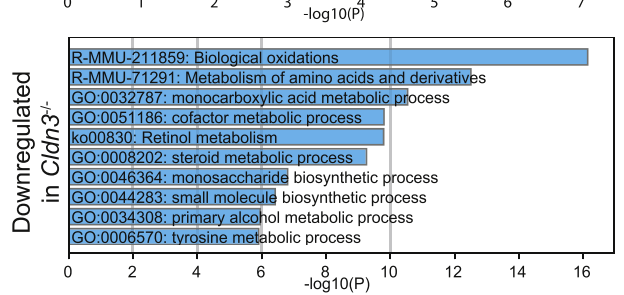 0 1 2 3 4 5 6 7
-log10(P)
Downregulated
in Cldn3-/-
R-MMU-211859: Biological oxidations
R-MMU-71291: Metabolism of amino acids and derivatives
GO:0032787: monocarboxylic acid metabolic process
GO:0051186: cofactor metabolic process
ko00830: Retinol metabolism
GO:0008202: steroid metabolic process
GO:0046364: monosaccharide biosynthetic process
GO:0044283: small molecule biosynthetic process
GO:0034308: primary alcohol metabolic process
GO:0006570: tyrosine metabolic process
0 2 4 6 8 10 12 14 16
-log10(P)